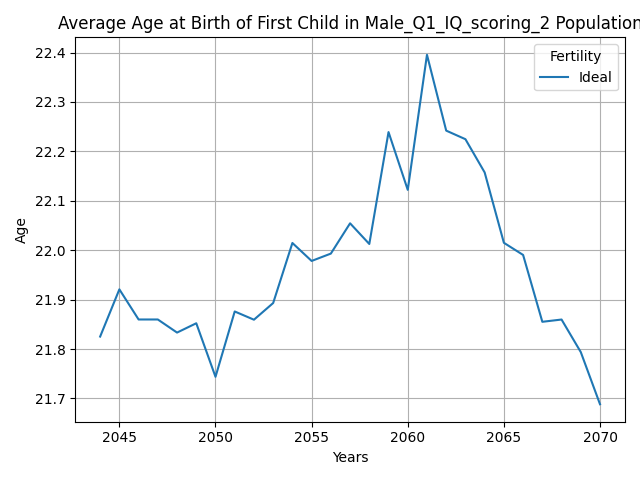 Average Age at Birth of First Child in Male_Q1_IQ_scoring_2 Population
Fertility
Ideal
22.4
22.3
22.2
22.1
22.0
21.9
21.8
21.7
Age
2045
2050
2055
2060
2065
2070
Years